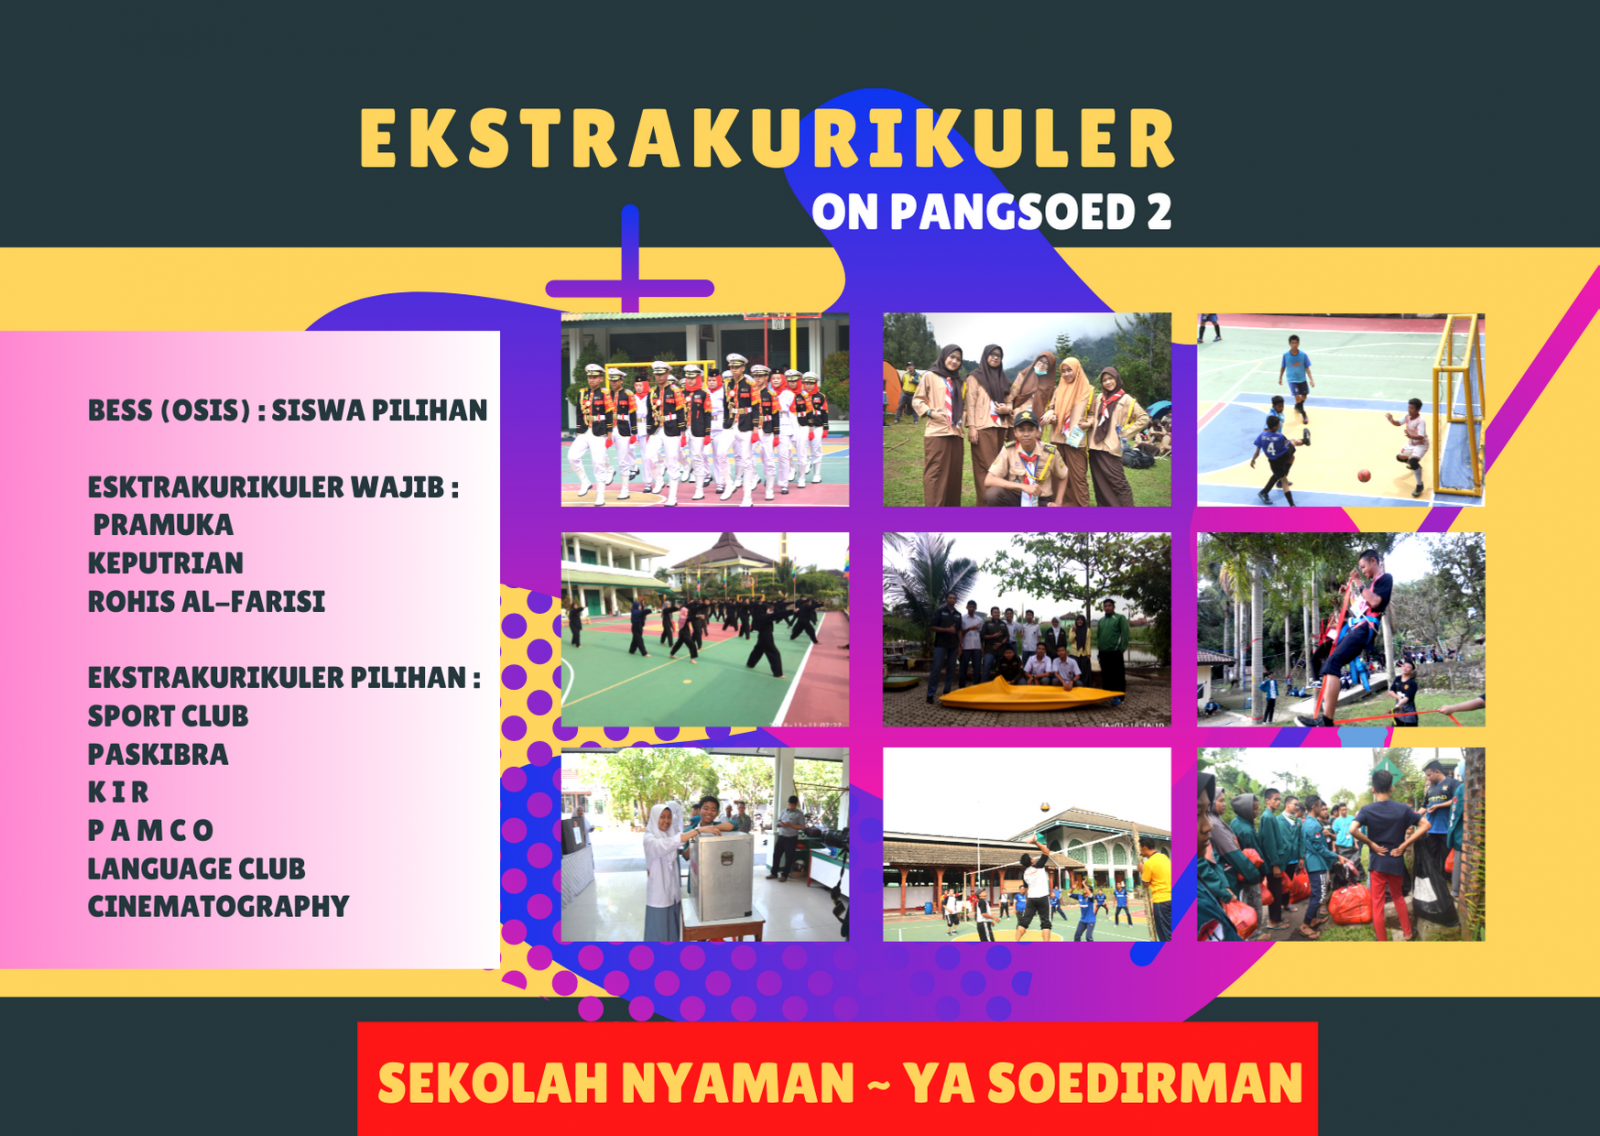 EKSTRAKURIKULER
ON PANGSOED 2
BESS (OSIS) : SISWA PILIHAN
ESKTRAKURIKULER WAJIB :
PRAMUKA
KEPUTRIAN
ROHIS AL-FARISI
EKSTRAKURIKULER PILIHAN :
SPORT CLUB
PASKIBRA
K I R
P A M C O
LANGUAGE CLUB
CINEMATOGRAPHY
4
SEKOLAH NYAMAN ~ YA SOEDIRMAN